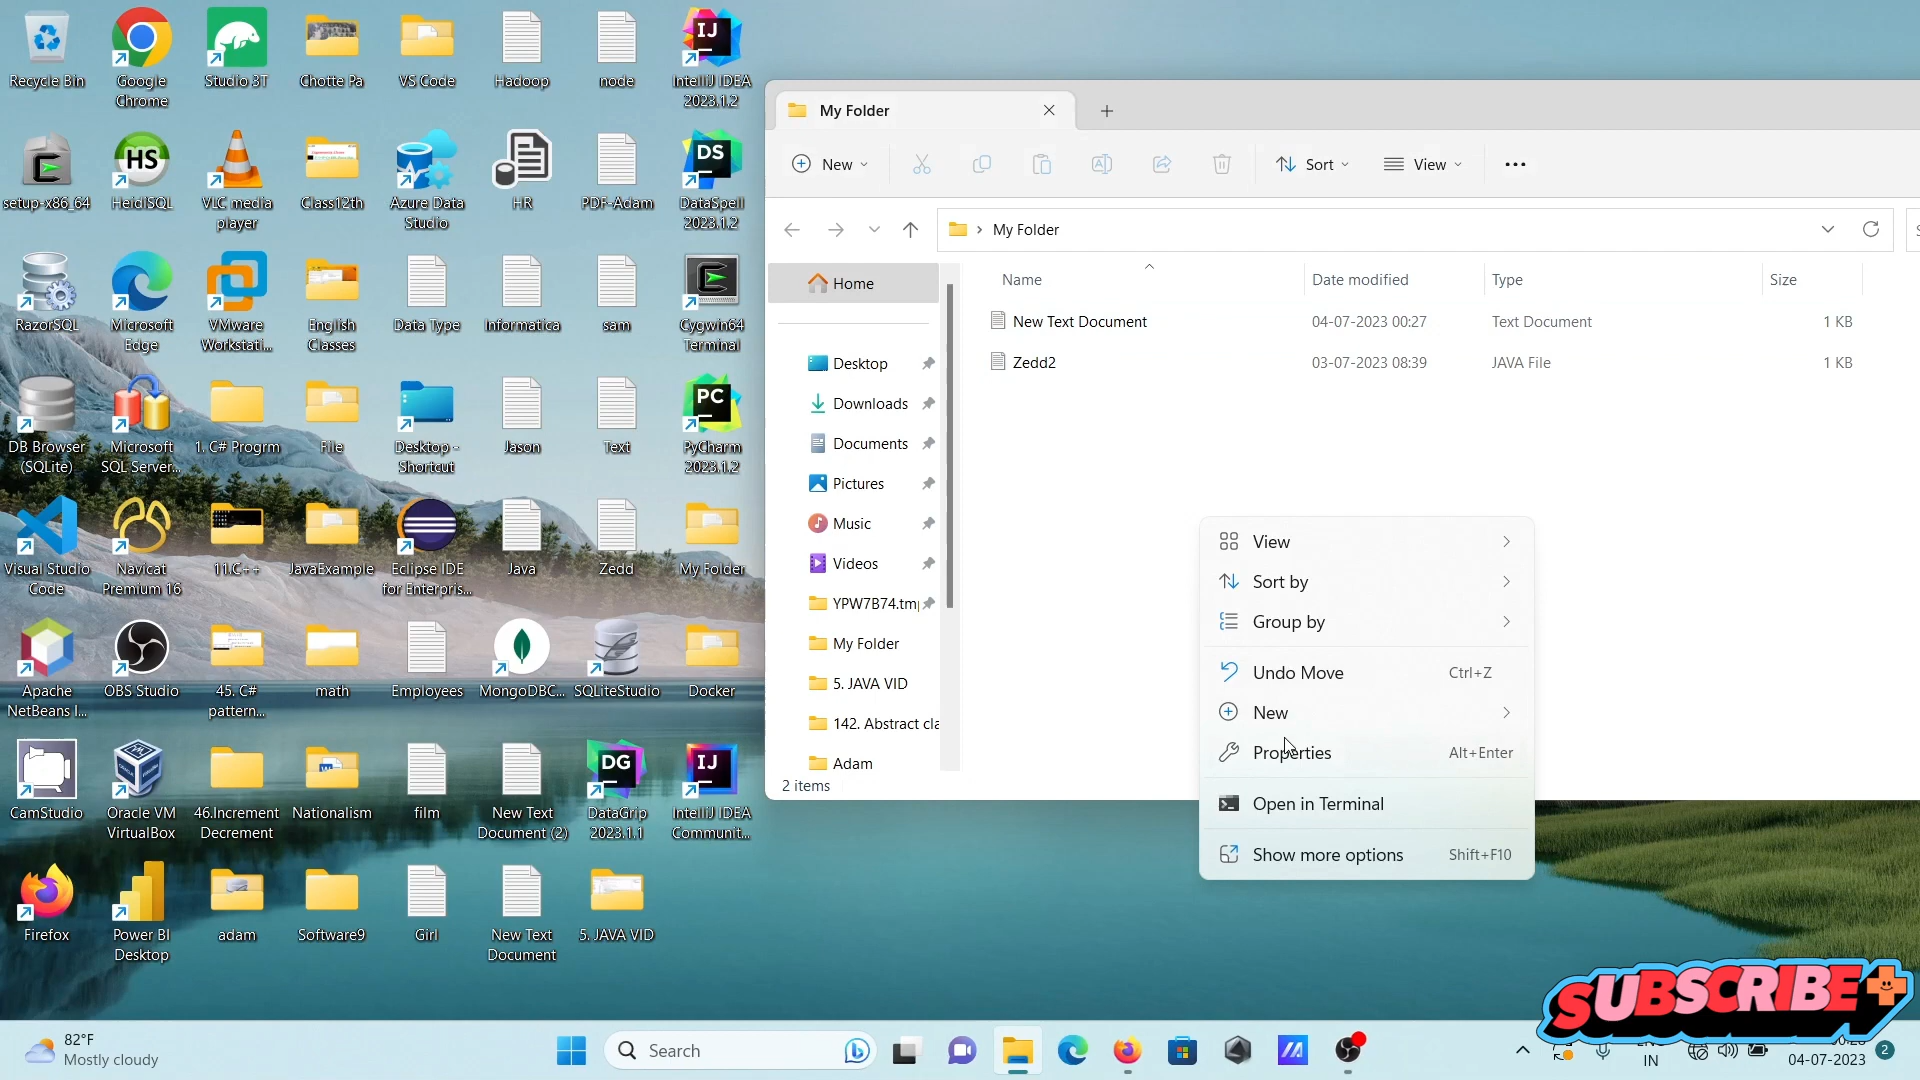 Recycle Bin
Google
Chrome
Studio 3T
Chotte Pa
VS Code
Hadoop
node
IntelliJ IDEA
2023.1.2
setup-x86_64
HeidiSQL
VLC media
player
Class12th
Azure Data
Studio
HR
PDF-Adam
DataSpell
2023.1.2
RazorSQL
Microsoft
Edge
VMware
Workstati...
English
Classes
Data Type
Informatica
sam
Cygwin64
Terminal
DB Browser
(SQLite)
Microsoft
SQL Server...
1. C# Progrm
File
Desktop -
Shortcut
Jason
Text
PyCharm
2023.1.2
Visual Studio
Code
Navicat
Premium 16
11.C++
JavaExample
Eclipse IDE
for Enterpris...
Java
Zedd
My Folder
Apache
NetBeans I...
OBS Studio
45. C#
pattern...
math
Employees
MongoDBC...
SQLiteStudio
Docker
CamStudio
Oracle VM
VirtualBox
46.Increment
Decrement
Nationalism
film
New Text
Document (2)
DataGrip
2023.1.1
IntelliJ IDEA
Communit...
Firefox
Power BI
Desktop
adam
Software9
Girl
New Text
Document
5. JAVA VID
My Folder
New
Sort
View
My Folder
Home
Desktop
Downloads
Documents
Pictures
Music
Videos
YPW7B74.tm
My Folder
5. JAVA VID
142. Abstract cla
Adam
Name Date modified Type Size
New Text Document 04-07-2023 00:27 Text Document 1 KB
Zedd2 03-07-2023 08:39 JAVA File 1 KB
2 items
View
Sort by
Group by
Undo Move Ctrl+Z
New
Properties Alt+Enter
Open in Terminal
Show more options Shift+F10
SUBSCRIBE
82°F
Mostly cloudy
Search
IN
04-07-2023
2